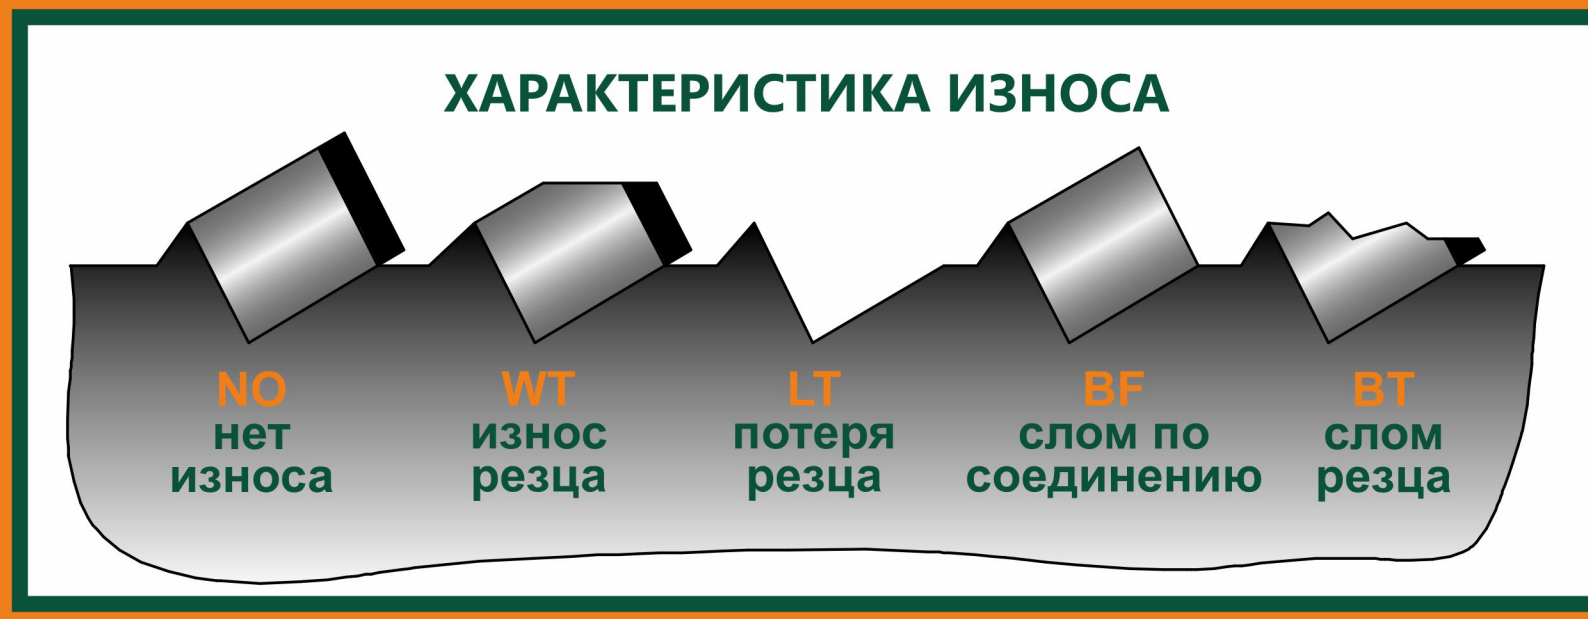 ХАРАКТЕРИСТИКА ИЗНОСА
NO
нет
износа
WT
износ
резца
LT
потеря
резца
BF
слом по
соединению
BT
слом
резца